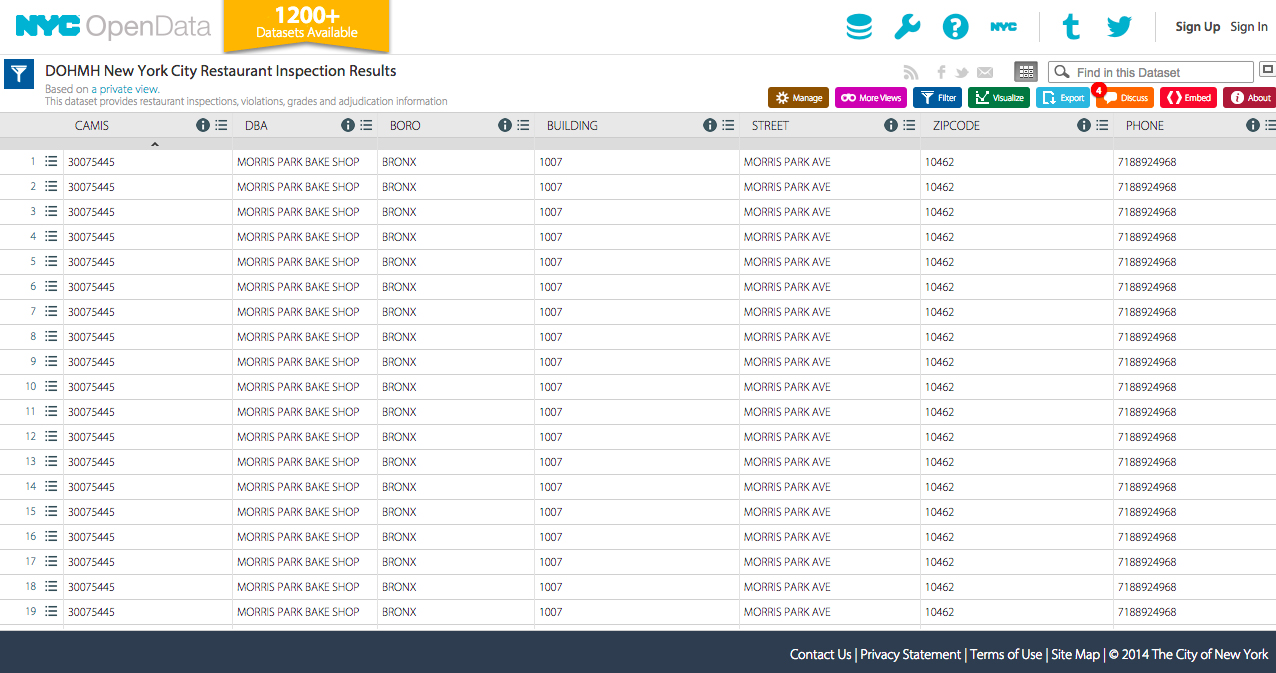 NYC OpenData
1200+
Datasets Available
NYC
Sign Up Sign In
DOHMH New York City Restaurant Inspection Results
Based on a private view.
This dataset provides restaurant inspections, violations, grades and adjudication information
Find in this Dataset
Manage More Views Filter Visualize Export 4 Discuss Embed About
CAMIS DBA BORO BUILDING STREET ZIPCODE PHONE
1 30075445 MORRIS PARK BAKE SHOP BRONX 1007 MORRIS PARK AVE 10462 7188924968
2 30075445 MORRIS PARK BAKE SHOP BRONX 1007 MORRIS PARK AVE 10462 7188924968
3 30075445 MORRIS PARK BAKE SHOP BRONX 1007 MORRIS PARK AVE 10462 7188924968
4 30075445 MORRIS PARK BAKE SHOP BRONX 1007 MORRIS PARK AVE 10462 7188924968
5 30075445 MORRIS PARK BAKE SHOP BRONX 1007 MORRIS PARK AVE 10462 7188924968
6 30075445 MORRIS PARK BAKE SHOP BRONX 1007 MORRIS PARK AVE 10462 7188924968
7 30075445 MORRIS PARK BAKE SHOP BRONX 1007 MORRIS PARK AVE 10462 7188924968
8 30075445 MORRIS PARK BAKE SHOP BRONX 1007 MORRIS PARK AVE 10462 7188924968
9 30075445 MORRIS PARK BAKE SHOP BRONX 1007 MORRIS PARK AVE 10462 7188924968
10 30075445 MORRIS PARK BAKE SHOP BRONX 1007 MORRIS PARK AVE 10462 7188924968
11 30075445 MORRIS PARK BAKE SHOP BRONX 1007 MORRIS PARK AVE 10462 7188924968
12 30075445 MORRIS PARK BAKE SHOP BRONX 1007 MORRIS PARK AVE 10462 7188924968
13 30075445 MORRIS PARK BAKE SHOP BRONX 1007 MORRIS PARK AVE 10462 7188924968
14 30075445 MORRIS PARK BAKE SHOP BRONX 1007 MORRIS PARK AVE 10462 7188924968
15 30075445 MORRIS PARK BAKE SHOP BRONX 1007 MORRIS PARK AVE 10462 7188924968
16 30075445 MORRIS PARK BAKE SHOP BRONX 1007 MORRIS PARK AVE 10462 7188924968
17 30075445 MORRIS PARK BAKE SHOP BRONX 1007 MORRIS PARK AVE 10462 7188924968
18 30075445 MORRIS PARK BAKE SHOP BRONX 1007 MORRIS PARK AVE 10462 7188924968
19 30075445 MORRIS PARK BAKE SHOP BRONX 1007 MORRIS PARK AVE 10462 7188924968
Contact Us | Privacy Statement | Terms of Use | Site Map | © 2014 The City of New York